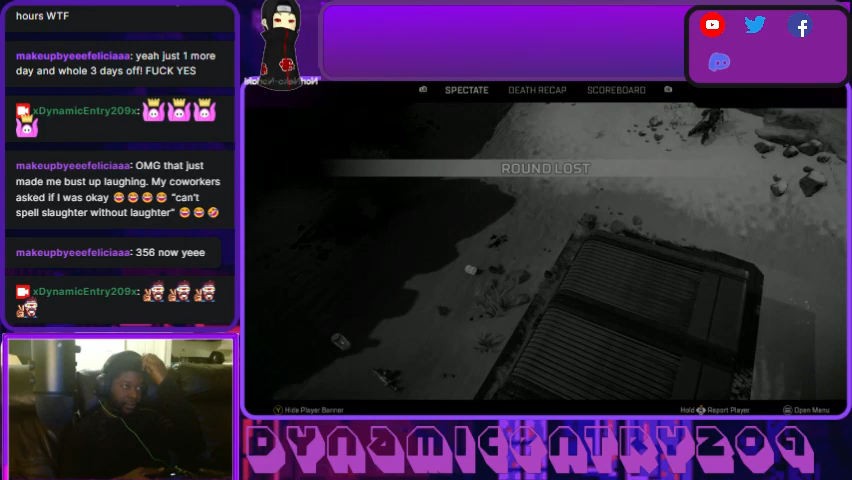 hours WTF
makeupbyeeefeliciaaa: yeah just 1 more
day and whole 3 days off! FUCK YES
xDynamicEntry209x:
makeupbyeeefeliciaaa: OMG that just
made me bust up laughing. My coworkers
asked if I was okay "can't
spell slaughter without laughter"
makeupbyeeefeliciaaa: 356 now yeee
xDynamicEntry209x:
SPECTATE DEATH RECAP SCOREBOARD
ROUND LOST
Y Hide Player Banner
Hold Report Player
Open Menu
DYNAMICENTRY209